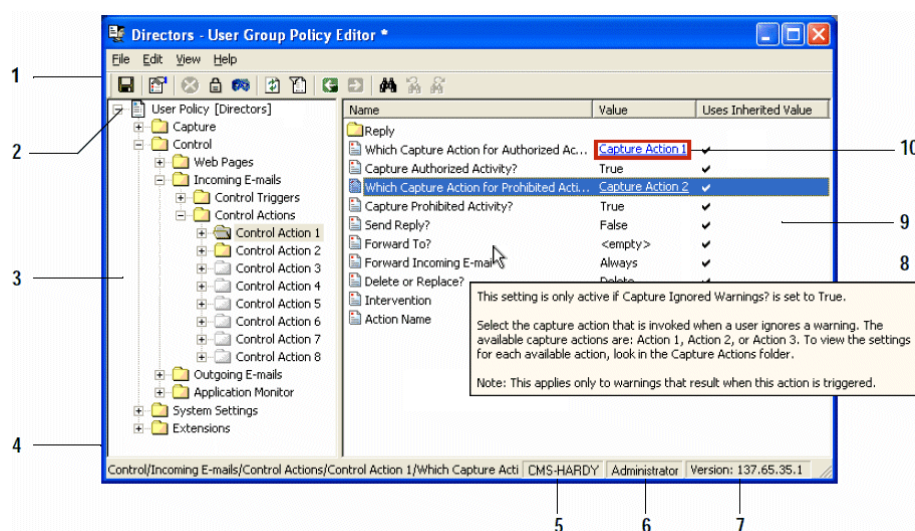 Directors - User Group Policy Editor *
File Edit View Help
1
User Policy [Directors]
Capture
Control
Web Pages
Incoming E-mails
Control Triggers
Control Actions
Control Action 1
Control Action 2
Control Action 3
Control Action 4
Control Action 5
Control Action 6
Control Action 7
Control Action 8
Outgoing E-mails
Application Monitor
System Settings
Extensions
2
3
4
Name Value Uses Inherited Value
Reply
Which Capture Action for Authorized Ac... Capture Action 1
Capture Authorized Activity? True
Which Capture Action for Prohibited Acti... Capture Action 2
Capture Prohibited Activity? True
Send Reply? False
Forward To? <empty>
Forward Incoming E-mail Always
Delete or Replace? Delete
Intervention
Action Name
10
9
8
This setting is only active if Capture Ignored Warnings? is set to True.
Select the capture action that is invoked when a user ignores a warning. The
available capture actions are: Action 1, Action 2, or Action 3. To view the settings
for each available action, look in the Capture Actions folder.
Note: This applies only to warnings that result when this action is triggered.
Control/Incoming E-mails/Control Actions/Control Action 1/Which Capture Acti CMS-HARDY Administrator Version: 137.65.35.1
5 6 7